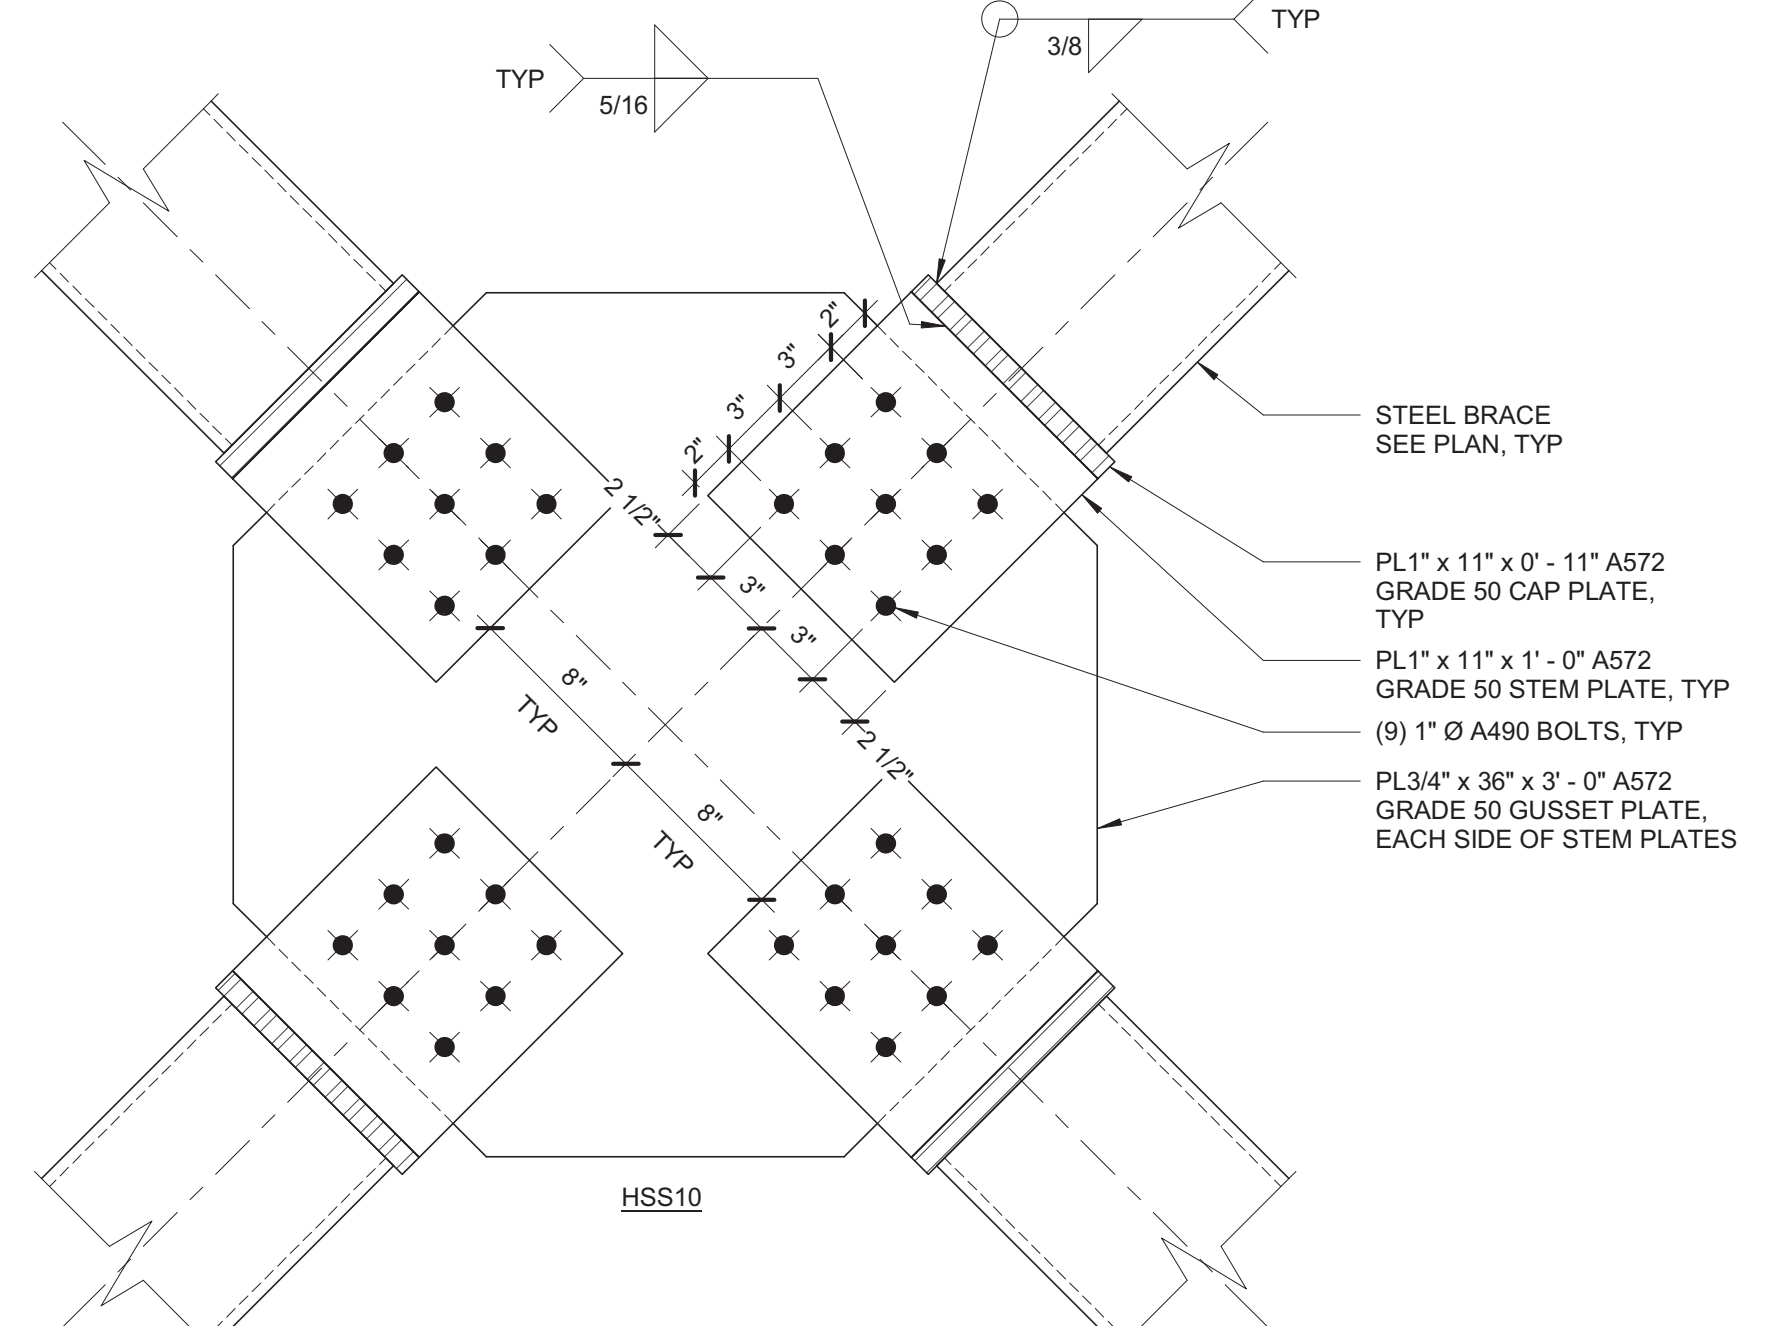 TYP
3/8
TYP
5/16
2"
3"
3"
2"
2 1/2"
3"
3"
2 1/2"
8"
TYP
8"
TYP
STEEL BRACE
SEE PLAN, TYP
PL1" x 11" x 0' - 11" A572
GRADE 50 CAP PLATE,
TYP
PL1" x 11" x 1' - 0" A572
GRADE 50 STEM PLATE, TYP
(9) 1" Ø A490 BOLTS, TYP
PL3/4" x 36" x 3' - 0" A572
GRADE 50 GUSSET PLATE,
EACH SIDE OF STEM PLATES
HSS10